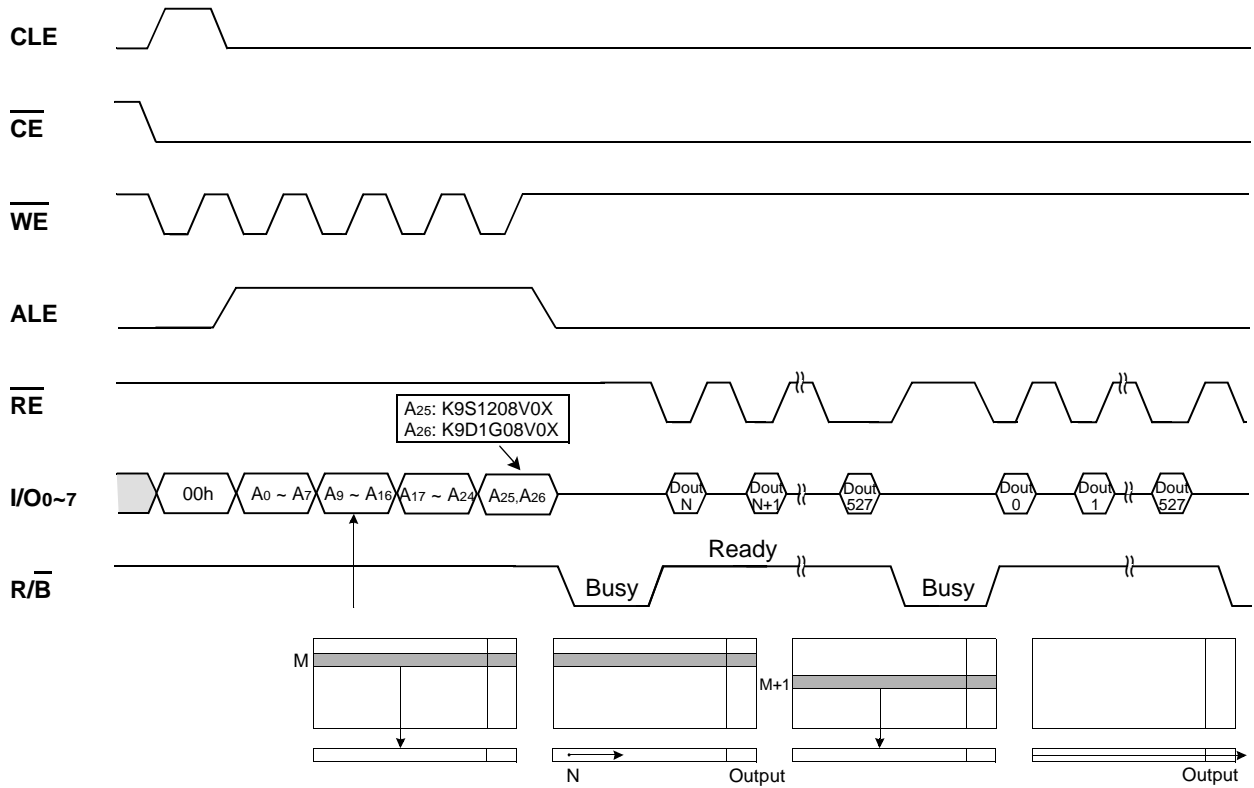 CLE
CE
WE
ALE
RE
A25: K9S1208V0X
A26: K9D1G08V0X
I/O0~7
00h
A0 ~ A7
A9 ~ A16
A17 ~ A24
A25,A26
Dout
N
Dout
N+1
Dout
527
Dout
0
Dout
1
Dout
527
R/B
Busy
Ready
Busy
M
M+1
N
Output
Output